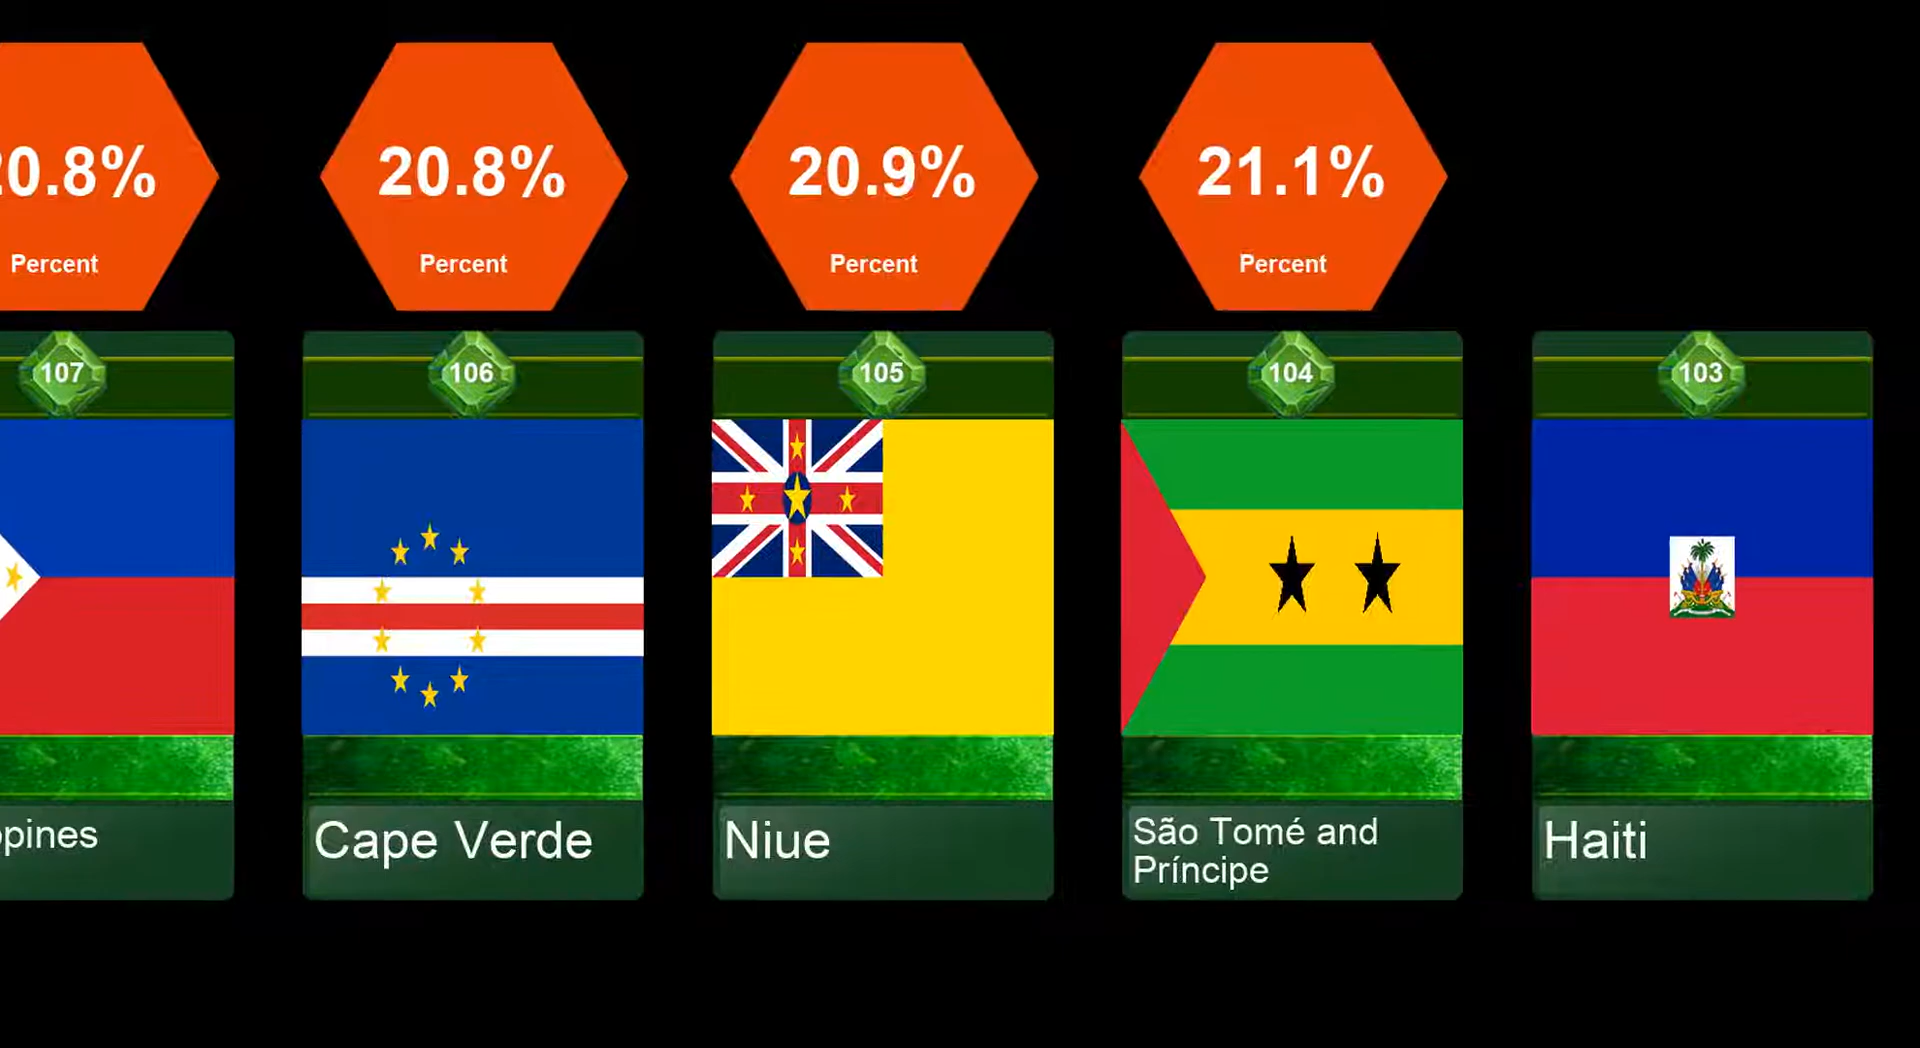 0.8%
20.8%
20.9%
21.1%
Percent
Percent
Percent
Percent
107
106
105
104
103
pines
Cape Verde
Niue
São Tomé and
Príncipe
Haiti